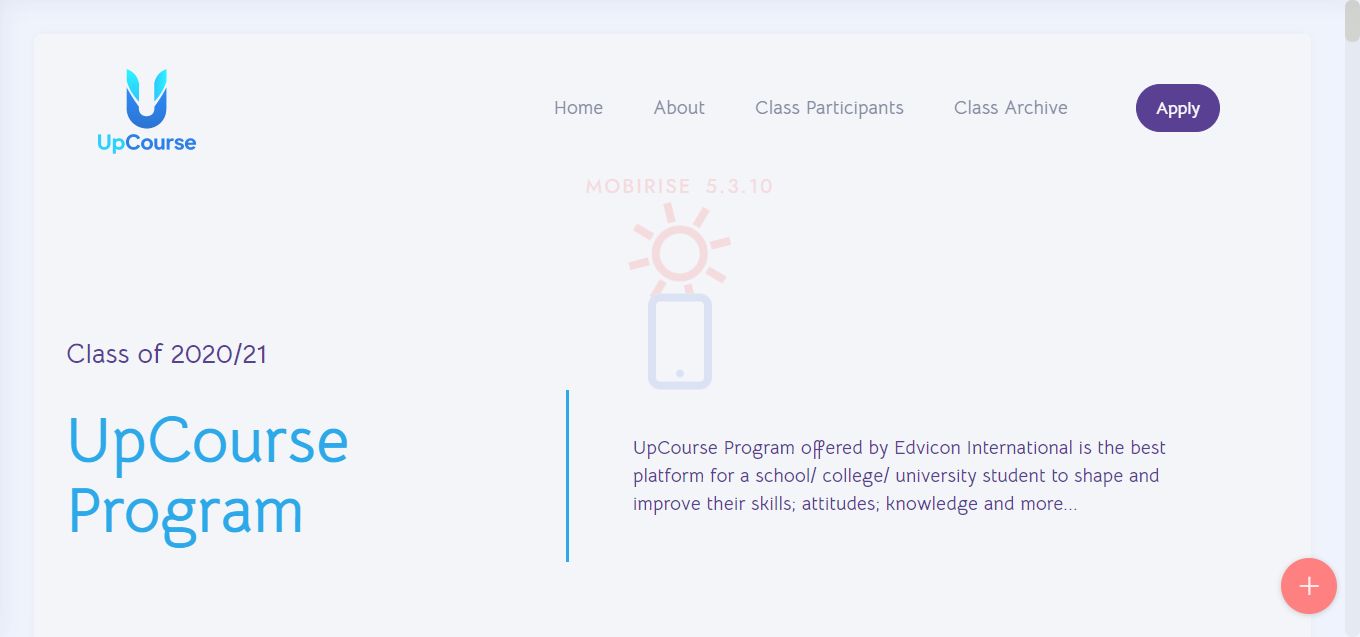 UpCourse
Home
About
Class Participants
Class Archive
Apply
MOBIRISE 5.3.10
Class of 2020/21
UpCourse
Program
UpCourse Program offered by Edvicon International is the best
platform for a school/ college/ university student to shape and
improve their skills; attitudes; knowledge and more...